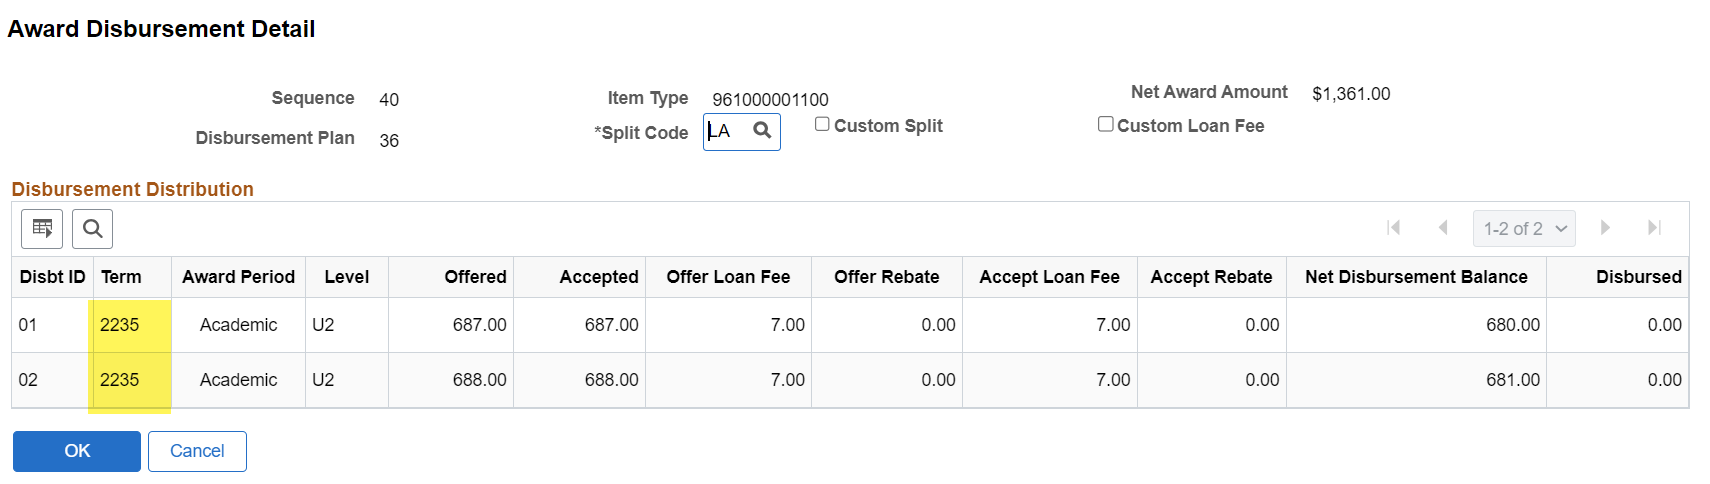 Award Disbursement Detail
Sequence 40 Item Type 961000001100 Net Award Amount $1,361.00
Disbursement Plan 36 *Split Code LA Custom Split Custom Loan Fee
Disbursement Distribution
1-2 of 2
Disbt ID Term Award Period Level Offered Accepted Offer Loan Fee Offer Rebate Accept Loan Fee Accept Rebate Net Disbursement Balance Disbursed
01 2235 Academic U2 687.00 687.00 7.00 0.00 7.00 0.00 680.00 0.00
02 2235 Academic U2 688.00 688.00 7.00 0.00 7.00 0.00 681.00 0.00
OK Cancel